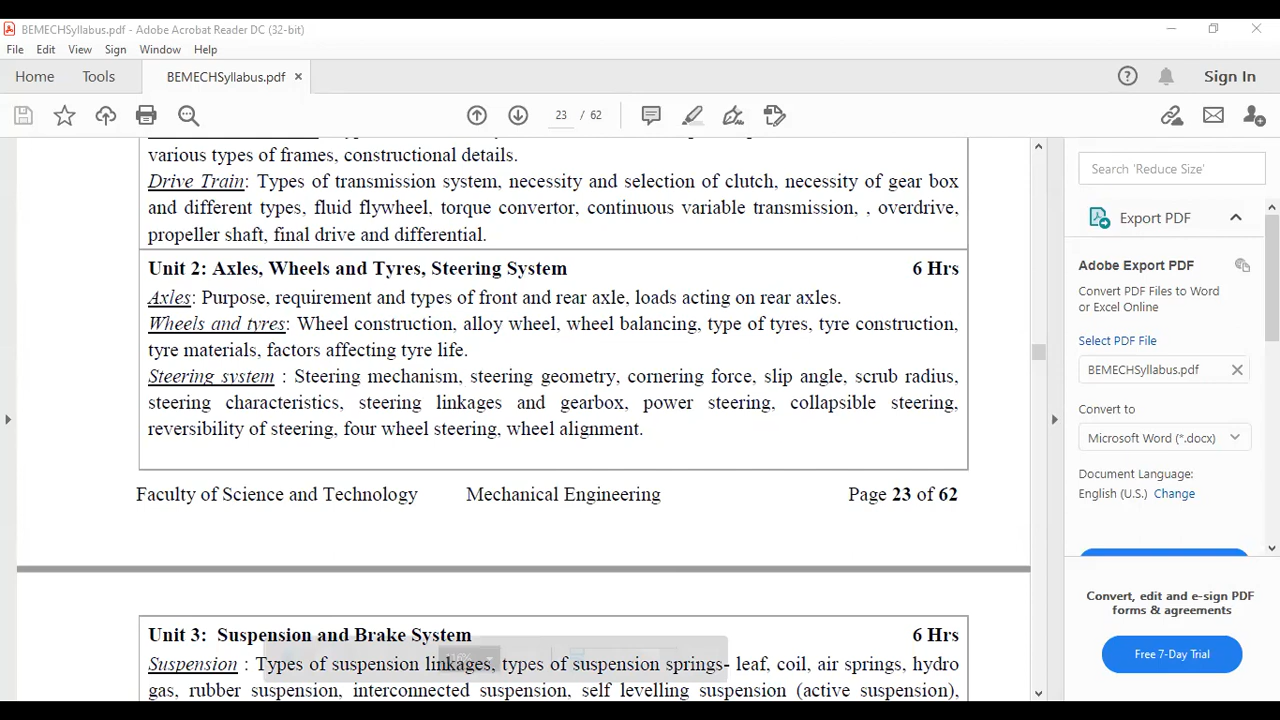 BEMECHSyllabus.pdf - Adobe Acrobat Reader DC (32-bit)
File Edit View Sign Window Help
Home Tools BEMECHSyllabus.pdf × Sign In
23 / 62
various types of frames, constructional details.
Drive Train: Types of transmission system, necessity and selection of clutch, necessity of gear box
and different types, fluid flywheel, torque convertor, continuous variable transmission, , overdrive,
propeller shaft, final drive and differential.
Unit 2: Axles, Wheels and Tyres, Steering System 6 Hrs
Axles: Purpose, requirement and types of front and rear axle, loads acting on rear axles.
Wheels and tyres: Wheel construction, alloy wheel, wheel balancing, type of tyres, tyre construction,
tyre materials, factors affecting tyre life.
Steering system : Steering mechanism, steering geometry, cornering force, slip angle, scrub radius,
steering characteristics, steering linkages and gearbox, power steering, collapsible steering,
reversibility of steering, four wheel steering, wheel alignment.
Faculty of Science and Technology Mechanical Engineering Page 23 of 62
Unit 3: Suspension and Brake System 6 Hrs
Suspension : Types of suspension linkages, types of suspension springs- leaf, coil, air springs, hydro
gas, rubber suspension, interconnected suspension, self levelling suspension (active suspension),
Search 'Reduce Size'
Export PDF
Adobe Export PDF
Convert PDF Files to Word
or Excel Online
Select PDF File
BEMECHSyllabus.pdf
Convert to
Microsoft Word (*.docx)
Document Language:
English (U.S.) Change
Convert, edit and e-sign PDF
forms & agreements
Free 7-Day Trial